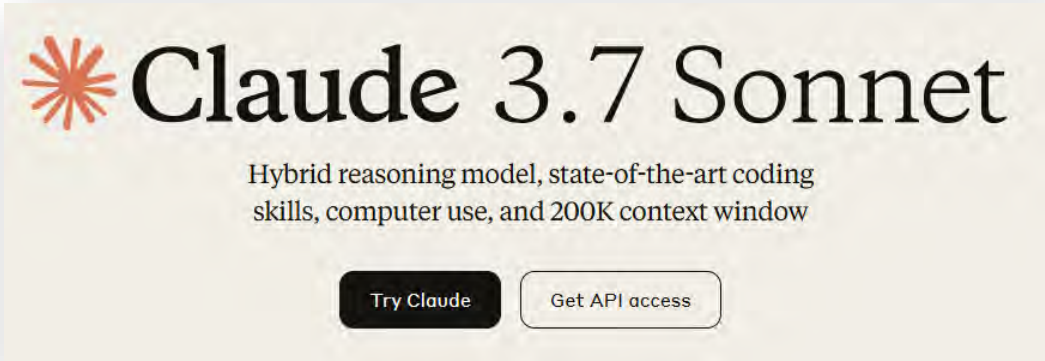 Claude 3.7 Sonnet
Hybrid reasoning model, state-of-the-art coding
skills, computer use, and 200K context window
Try Claude
Get API access